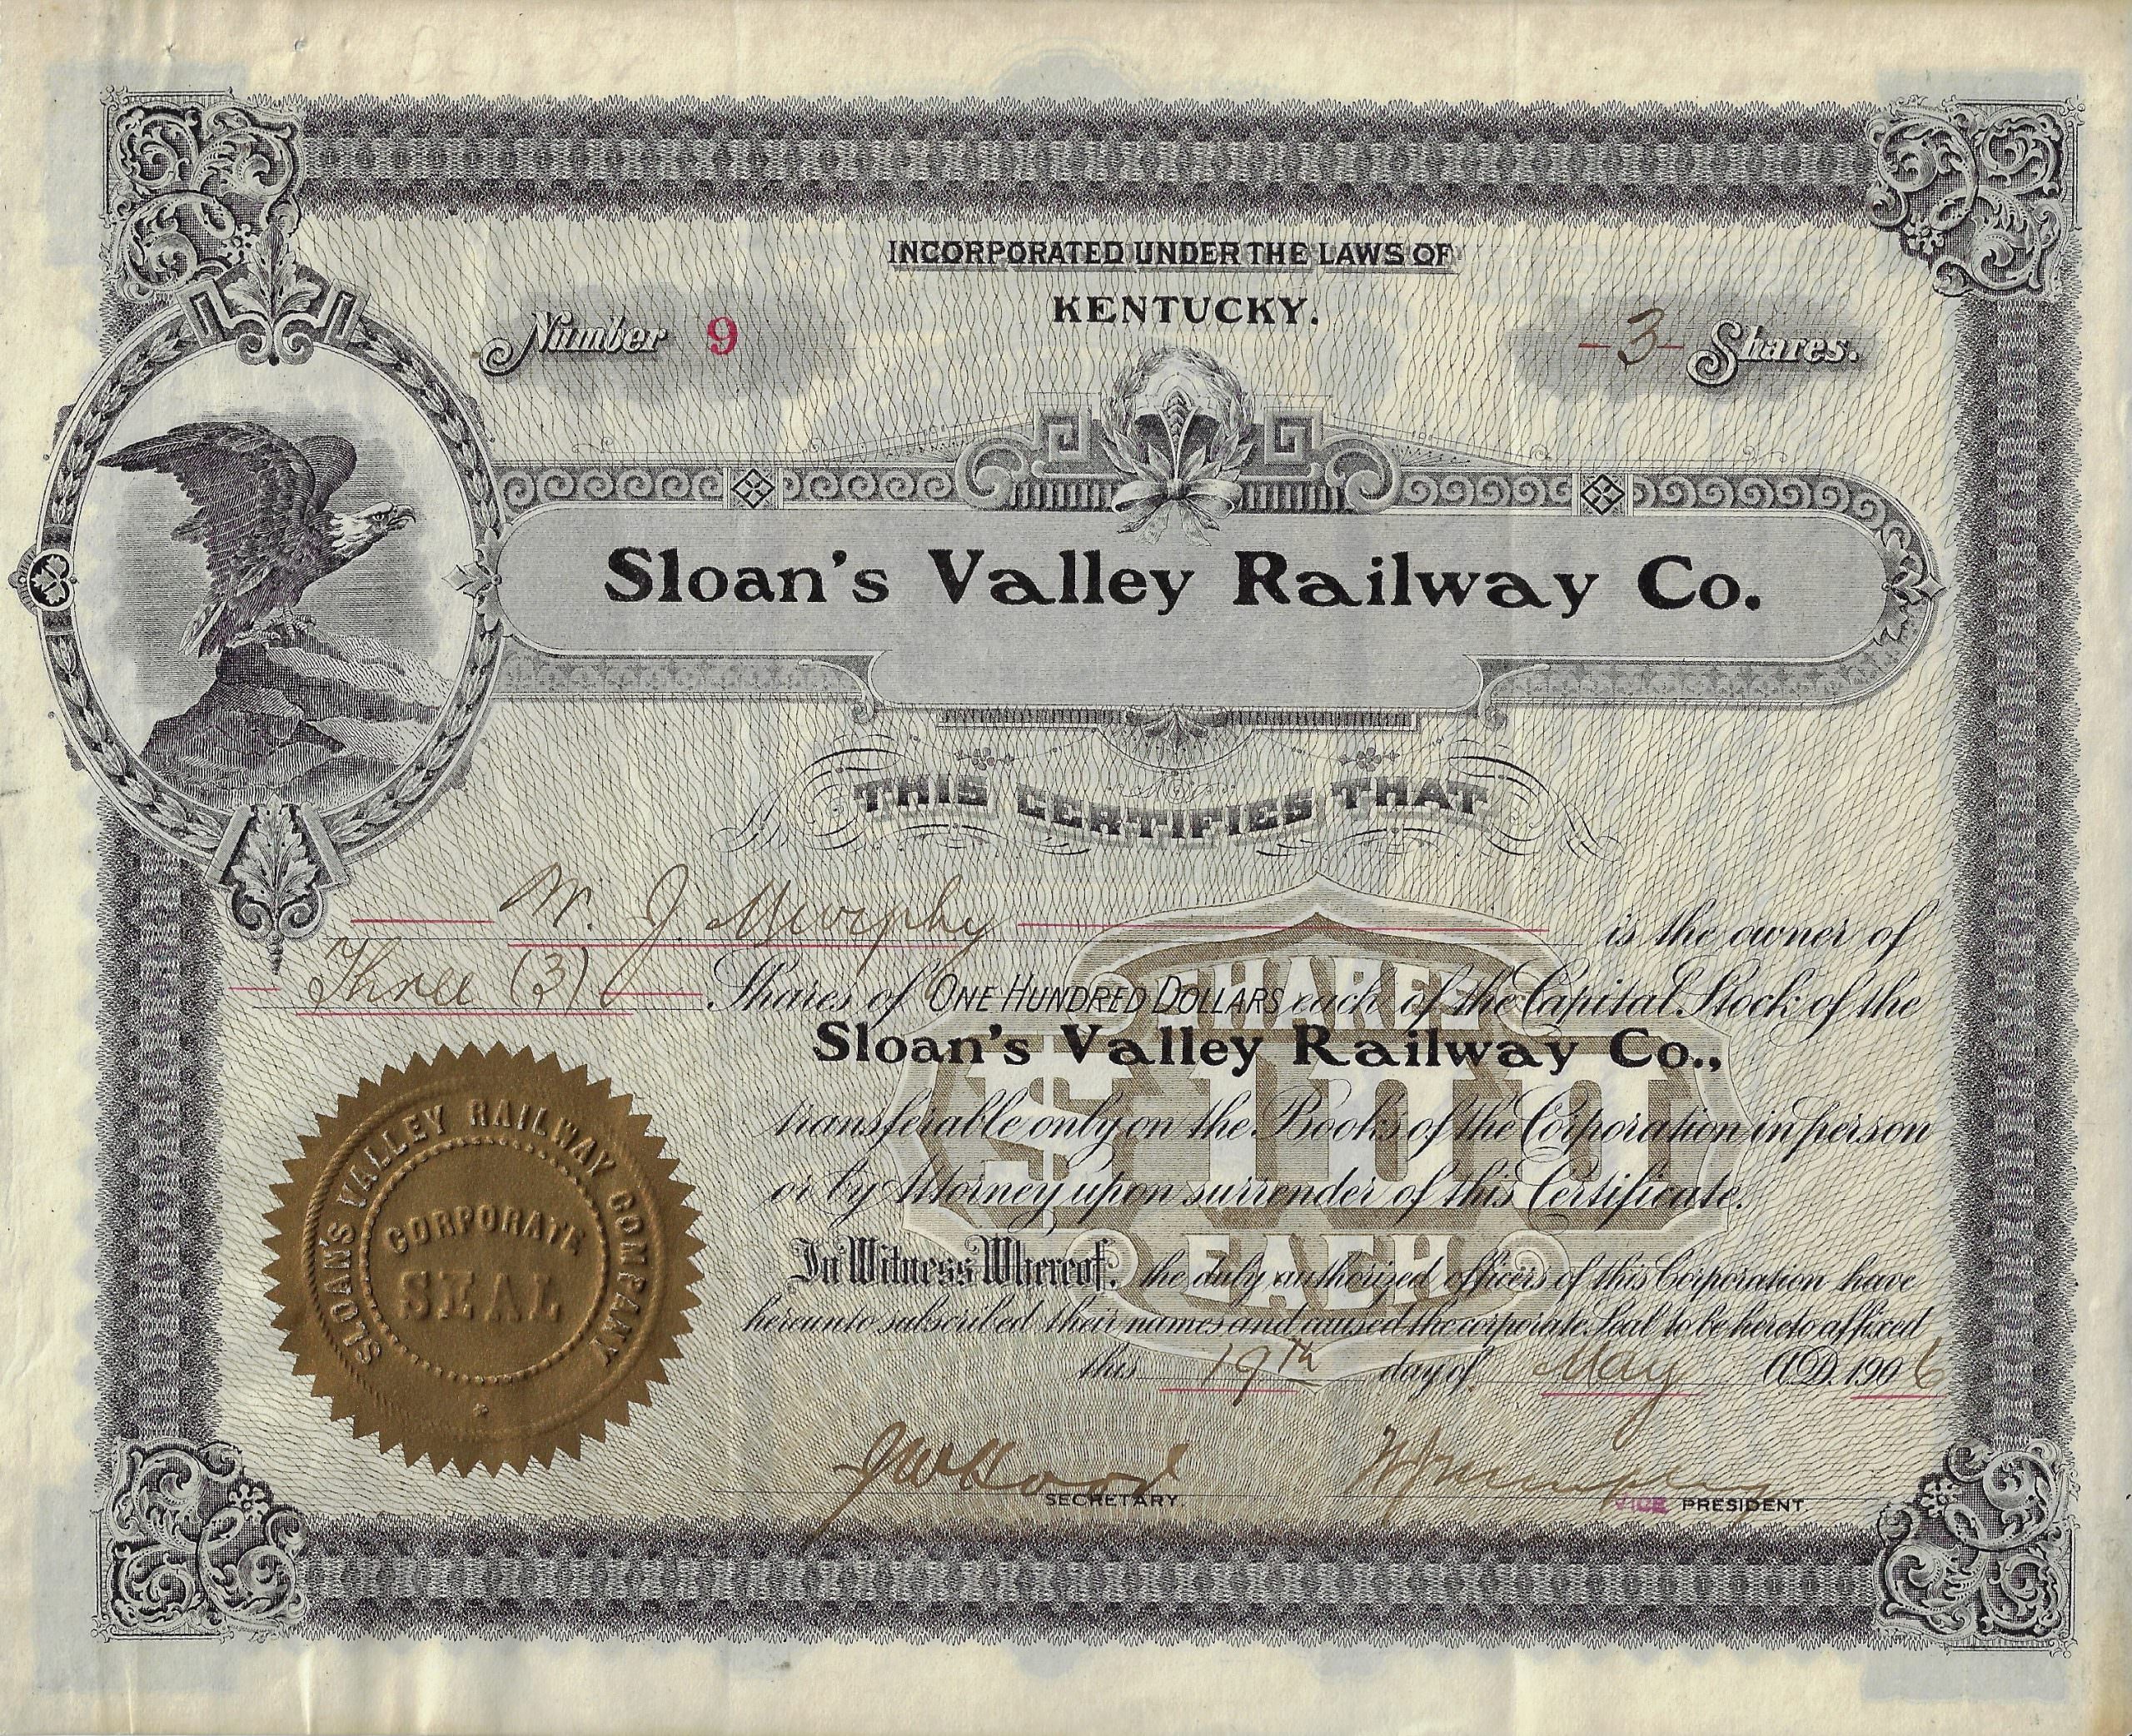 INCORPORATED UNDER THE LAWS OF
KENTUCKY.
Number 9
-3- Shares.
Sloan's Valley Railway Co.
THIS CERTIFIES THAT
W. J. Murphy is the owner of
Three (3) Shares of ONE HUNDRED DOLLARS each of the Capital Stock of the
Sloan's Valley Railway Co.,
transferable only on the Books of the Corporation in person
or by Attorney upon surrender of this Certificate.
In Witness Whereof, the duly authorized officers of this Corporation have
hereunto subscribed their names and caused the corporate Seal to be hereto affixed
this 19th day of May A.D. 1906
SHARES
$100
EACH
SLOAN'S VALLEY RAILWAY COMPANY
CORPORATE
SEAL
J W Hood
SECRETARY.
W J Murphy
VICE PRESIDENT.